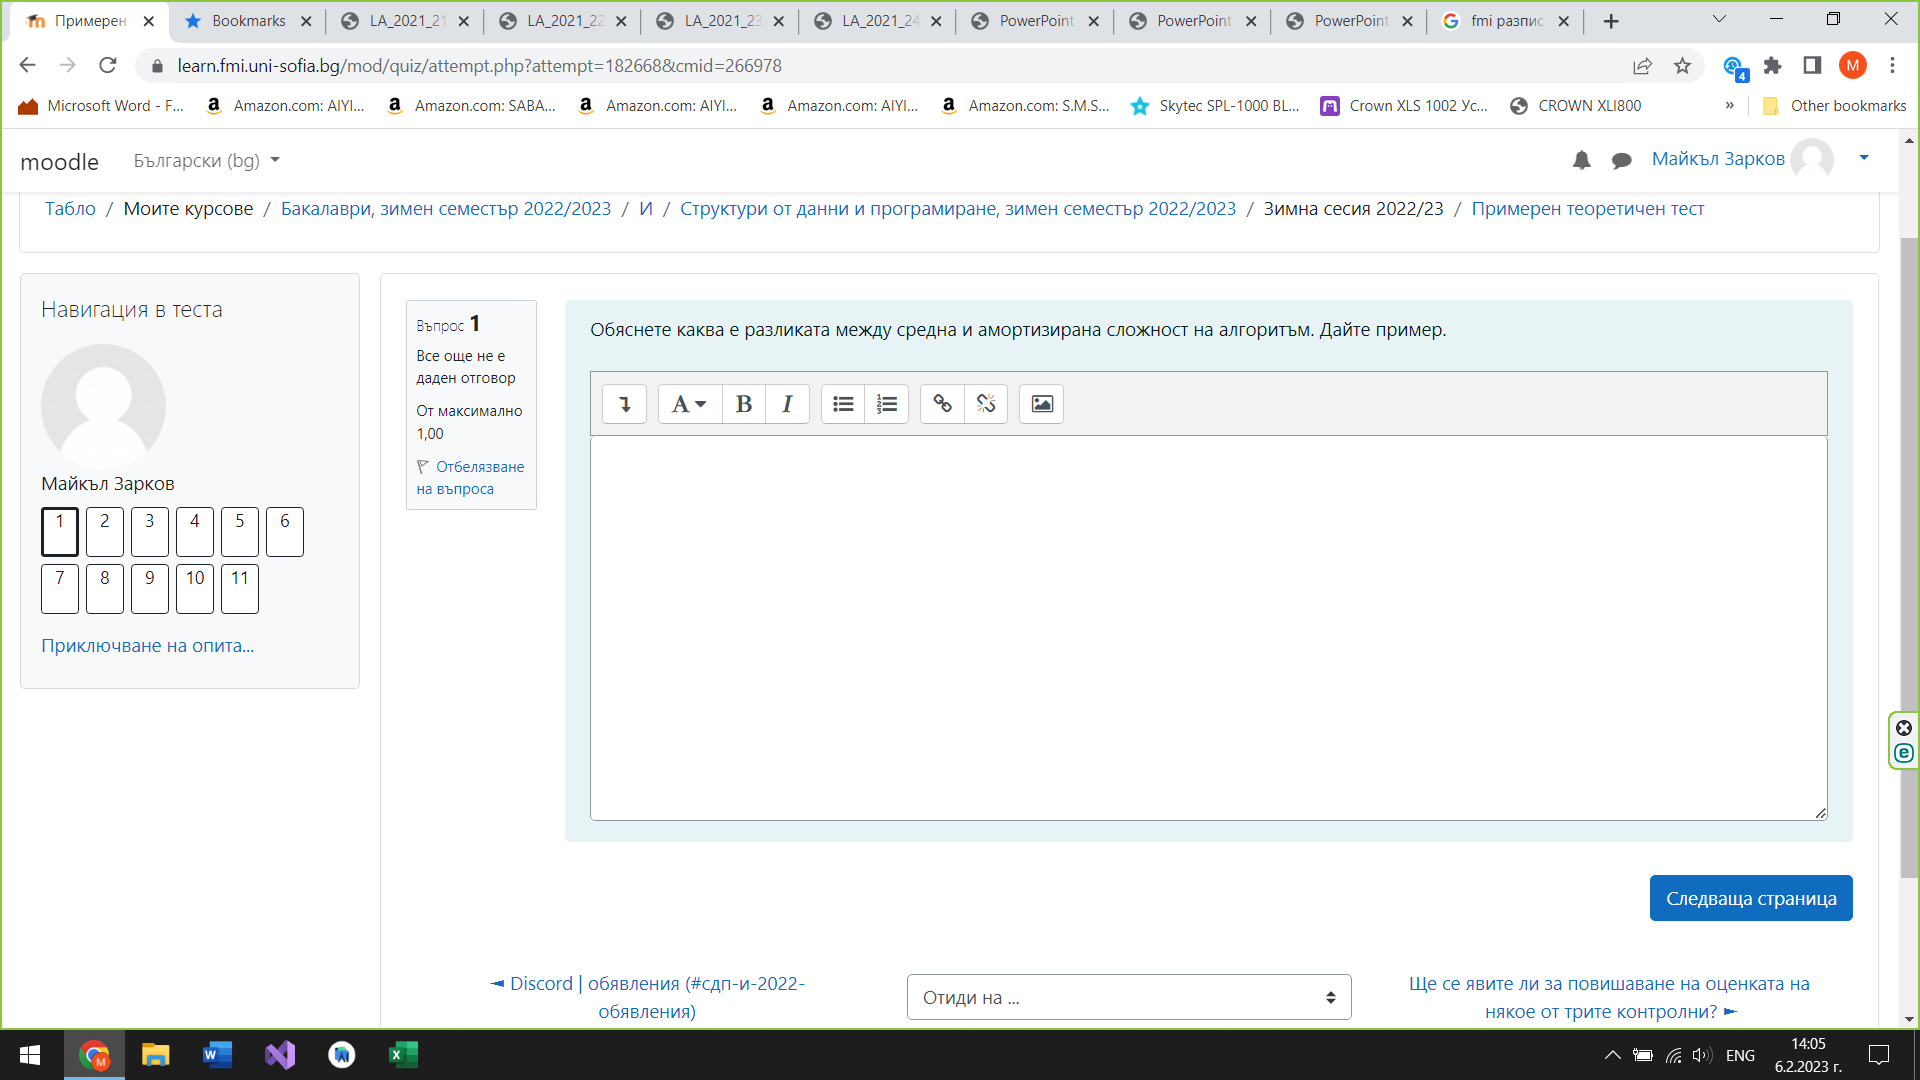 Примерен
Bookmarks
LA_2021_21
LA_2021_22
LA_2021_23
LA_2021_24
PowerPoint
PowerPoint
PowerPoint
fmi разпис
learn.fmi.uni-sofia.bg/mod/quiz/attempt.php?attempt=182668&cmid=266978
4
M
Microsoft Word - F...
Amazon.com: AIYI...
Amazon.com: SABA...
Amazon.com: AIYI...
Amazon.com: AIYI...
Amazon.com: S.M.S...
Skytec SPL-1000 BL...
Crown XLS 1002 Ус...
CROWN XLI800
»
Other bookmarks
moodle
Български (bg)
Майкъл Зарков
Табло / Моите курсове / Бакалаври, зимен семестър 2022/2023 / И / Структури от данни и програмиране, зимен семестър 2022/2023 / Зимна сесия 2022/23 / Примерен теоретичен тест
Навигация в теста
Майкъл Зарков
1 2 3 4 5 6
7 8 9 10 11
Приключване на опита...
Въпрос 1
Все още не е
даден отговор
От максимално
1,00
Отбелязване
на въпроса
Обяснете каква е разликата между средна и амортизирана сложност на алгоритъм. Дайте пример.
A B I
Следваща страница
◄ Discord | обявления (#сдп-и-2022-
обявления)
Отиди на ...
Ще се явите ли за повишаване на оценката на
някое от трите контролни? ►
ENG
14:05
6.2.2023 г.